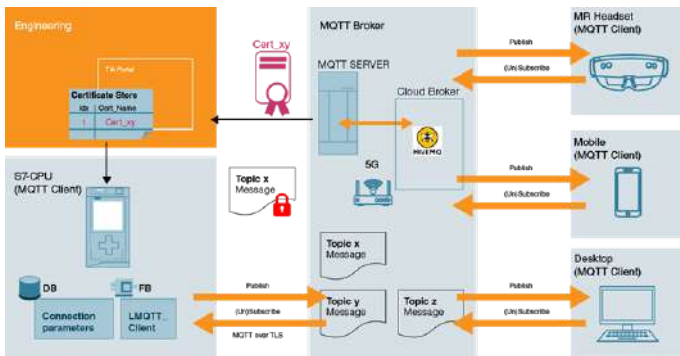 Engineering
TIA Portal
Certificate Store
IDx Cert_Name
1 Cert_xy
Cert_xy
S7-CPU
(MQTT Client)
DB
FB
Connection
parameters
LMQTT_
Client
Topic x
Message
Publish
(Un)Subscribe
MQTT over TLS
MQTT Broker
MQTT SERVER
Cloud Broker
HIVEMQ
5G
Topic x
Message
Topic y
Message
Topic z
Message
Publish
(Un)Subscribe
MR Headset
(MQTT Client)
Publish
(Un)Subscribe
Mobile
(MQTT Client)
Publish
(Un)Subscribe
Desktop
(MQTT Client)